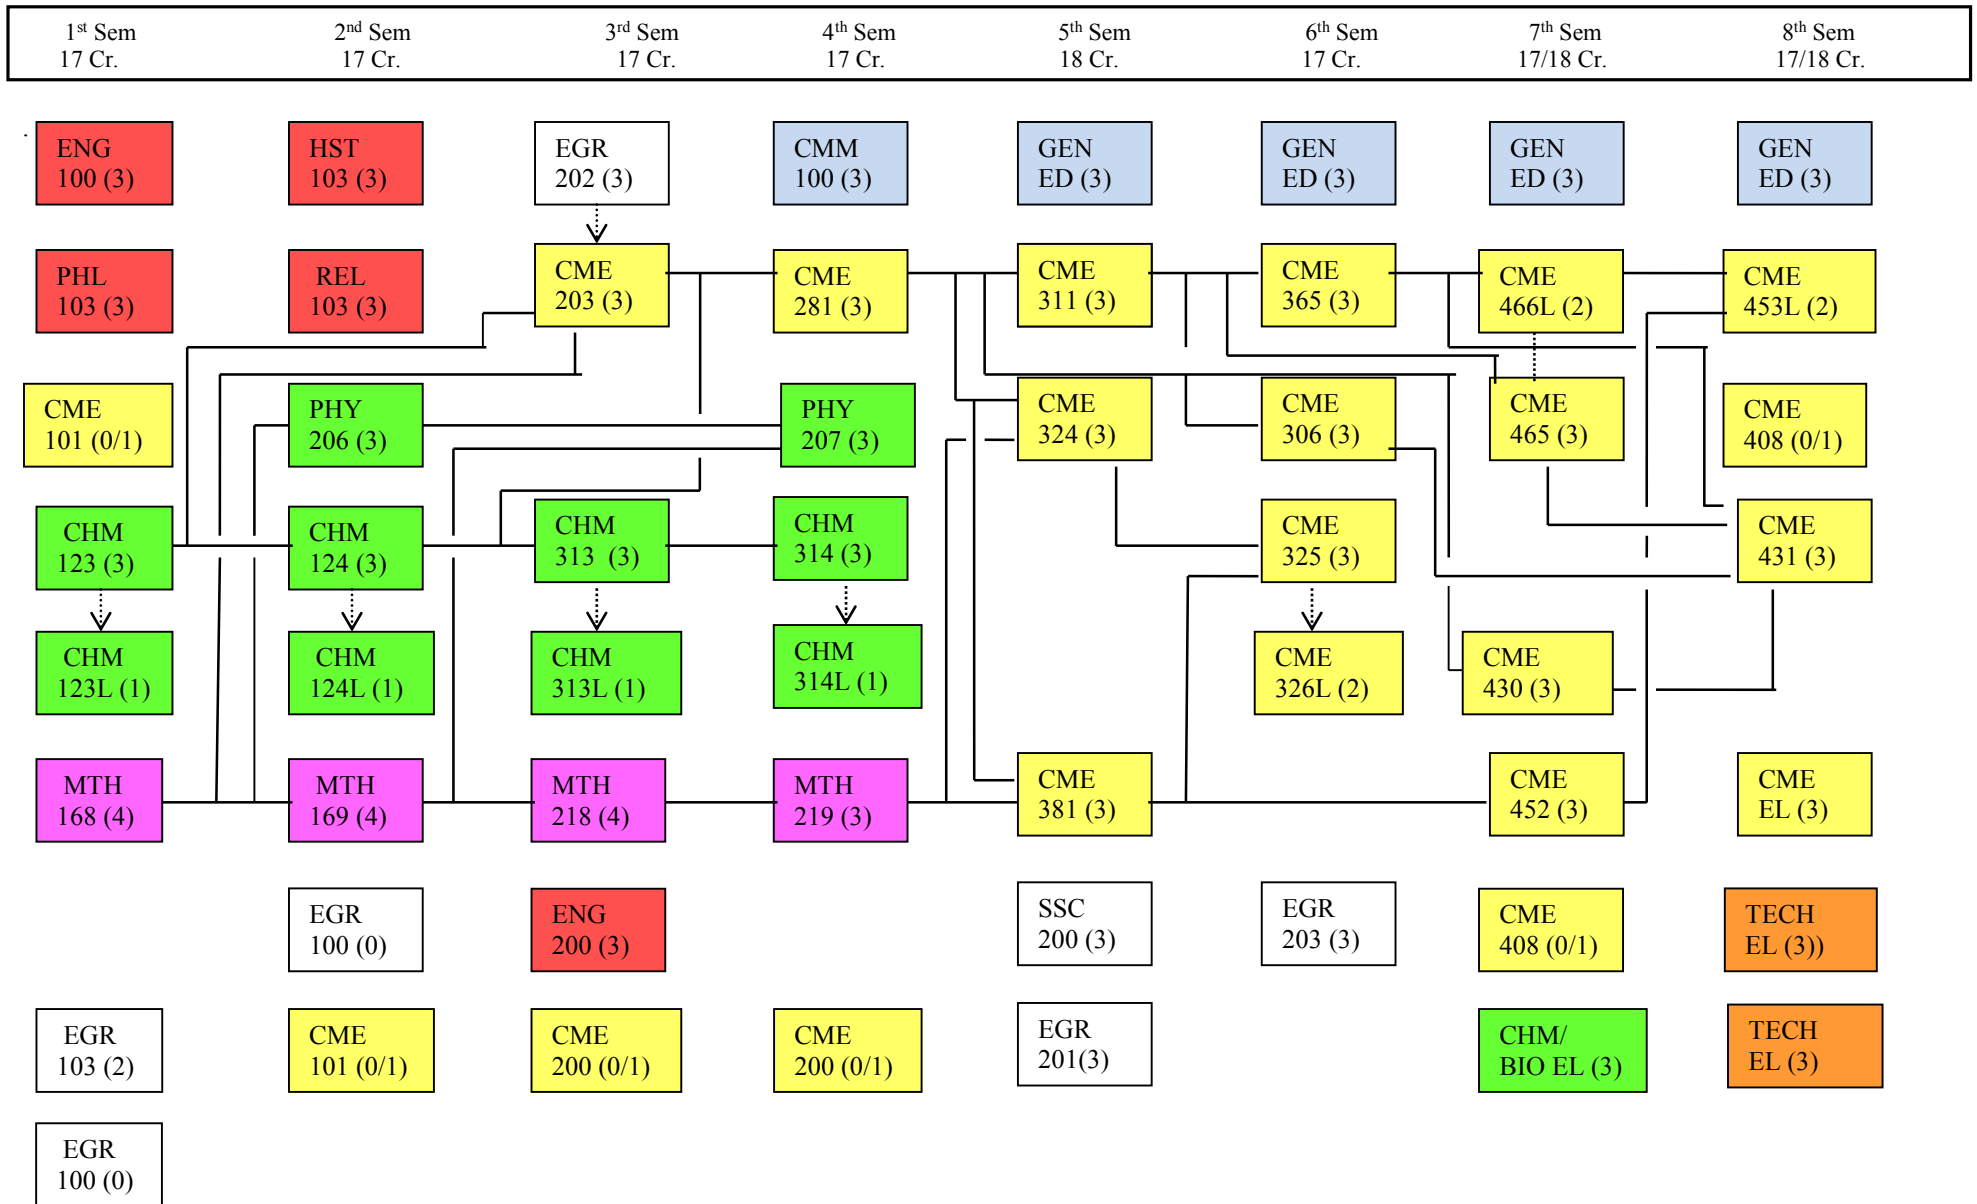 1st Sem
17 Cr.
2nd Sem
17 Cr.
3rd Sem
17 Cr.
4th Sem
17 Cr.
5th Sem
18 Cr.
6th Sem
17 Cr.
7th Sem
17/18 Cr.
8th Sem
17/18 Cr.
ENG
100 (3)
HST
103 (3)
EGR
202 (3)
CMM
100 (3)
GEN
ED (3)
GEN
ED (3)
GEN
ED (3)
GEN
ED (3)
PHL
103 (3)
REL
103 (3)
CME
203 (3)
CME
281 (3)
CME
311 (3)
CME
365 (3)
CME
466L (2)
CME
453L (2)
CME
101 (0/1)
PHY
206 (3)
PHY
207 (3)
CME
324 (3)
CME
306 (3)
CME
465 (3)
CME
408 (0/1)
CHM
123 (3)
CHM
124 (3)
CHM
313 (3)
CHM
314 (3)
CME
325 (3)
CME
431 (3)
CHM
123L (1)
CHM
124L (1)
CHM
313L (1)
CHM
314L (1)
CME
326L (2)
CME
430 (3)
MTH
168 (4)
MTH
169 (4)
MTH
218 (4)
MTH
219 (3)
CME
381 (3)
CME
452 (3)
CME
EL (3)
EGR
100 (0)
ENG
200 (3)
SSC
200 (3)
EGR
203 (3)
CME
408 (0/1)
TECH
EL (3))
EGR
103 (2)
CME
101 (0/1)
CME
200 (0/1)
CME
200 (0/1)
EGR
201(3)
CHM/
BIO EL (3)
TECH
EL (3)
EGR
100 (0)